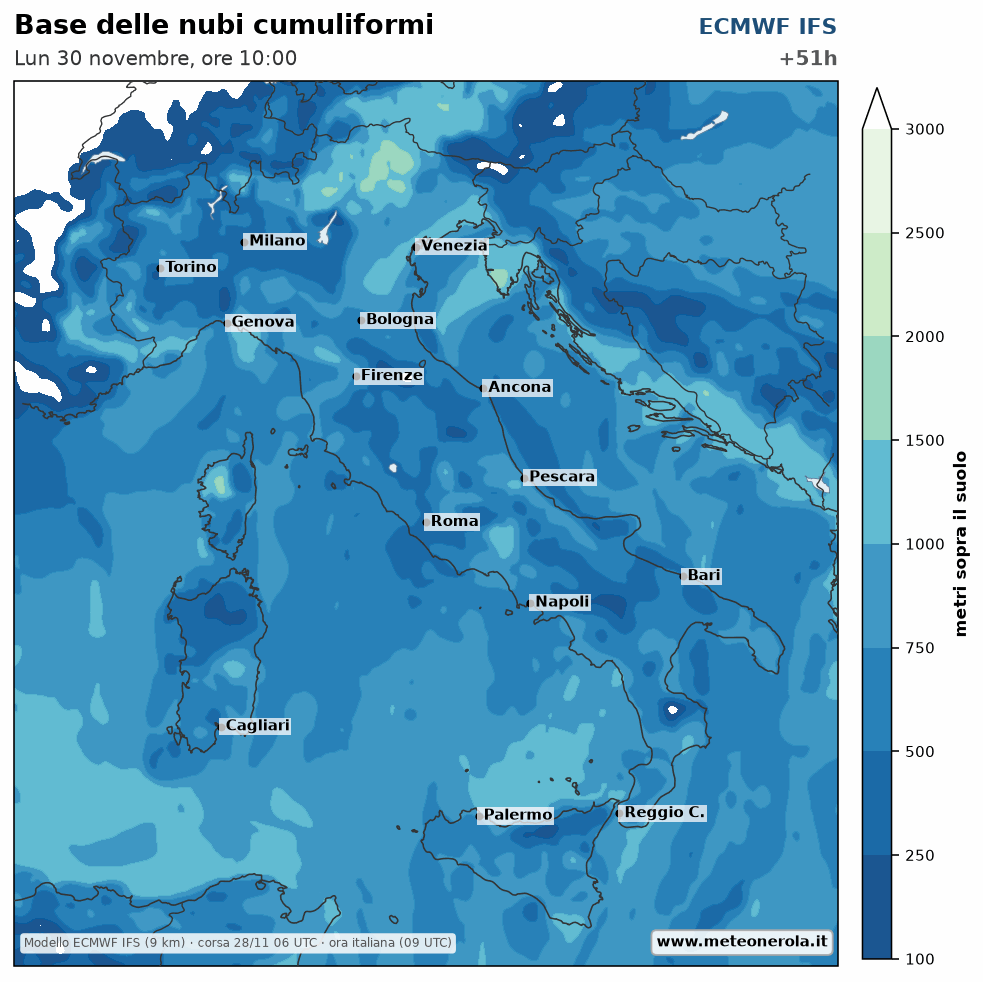 Base delle nubi cumuliformi
ECMWF IFS
Lun 30 novembre, ore 10:00
+51h
Milano
Venezia
Torino
Genova
Bologna
Firenze
Ancona
Pescara
Roma
Bari
Napoli
Cagliari
Palermo
Reggio C.
3000
2500
2000
1500
1000
750
500
250
100
metri sopra il suolo
Modello ECMWF IFS (9 km) · corsa 28/11 06 UTC · ora italiana (09 UTC)
www.meteonerola.it